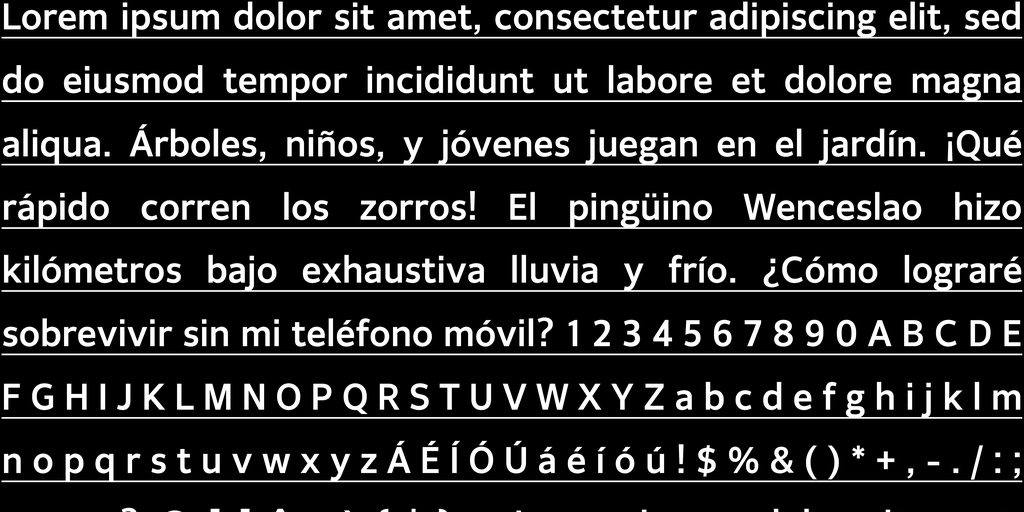 Lorem ipsum dolor sit amet, consectetur adipiscing elit, sed
do eiusmod tempor incididunt ut labore et dolore magna
aliqua. Árboles, niños, y jóvenes juegan en el jardín. ¡Qué
rápido corren los zorros! El pingüino Wenceslao hizo
kilómetros bajo exhaustiva lluvia y frío. ¿Cómo lograré
sobrevivir sin mi teléfono móvil? 1 2 3 4 5 6 7 8 9 0 A B C D E
F G H I J K L M N O P Q R S T U V W X Y Z a b c d e f g h i j k l m
n o p q r s t u v w x y z Á É Í Ó Ú á é í ó ú ! $ % & ( ) * + , - . / : ;